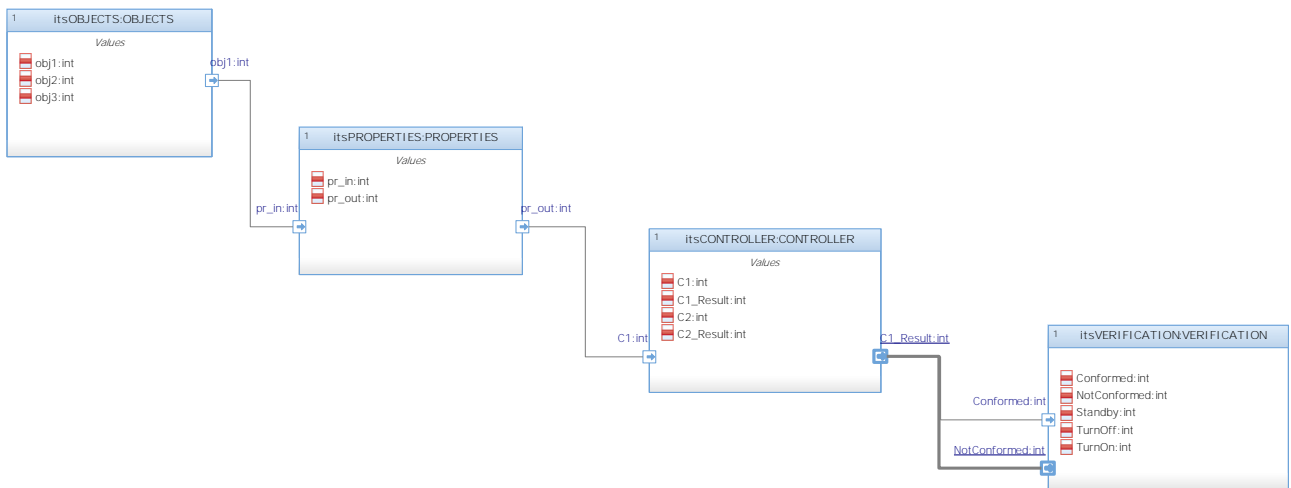 1 itsOBJECTS:OBJECTS
Values
obj1:int
obj2:int
obj3:int
obj1:int
1 itsPROPERTIES:PROPERTIES
Values
pr_in:int
pr_out:int
pr_in:int
pr_out:int
1 itsCONTROLLER:CONTROLLER
Values
C1:int
C1_Result:int
C2:int
C2_Result:int
C1:int
C1_Result:int
1 itsVERIFICATION:VERIFICATION
Conformed:int
NotConformed:int
Standby:int
TurnOff:int
TurnOn:int
Conformed:int
NotConformed:int